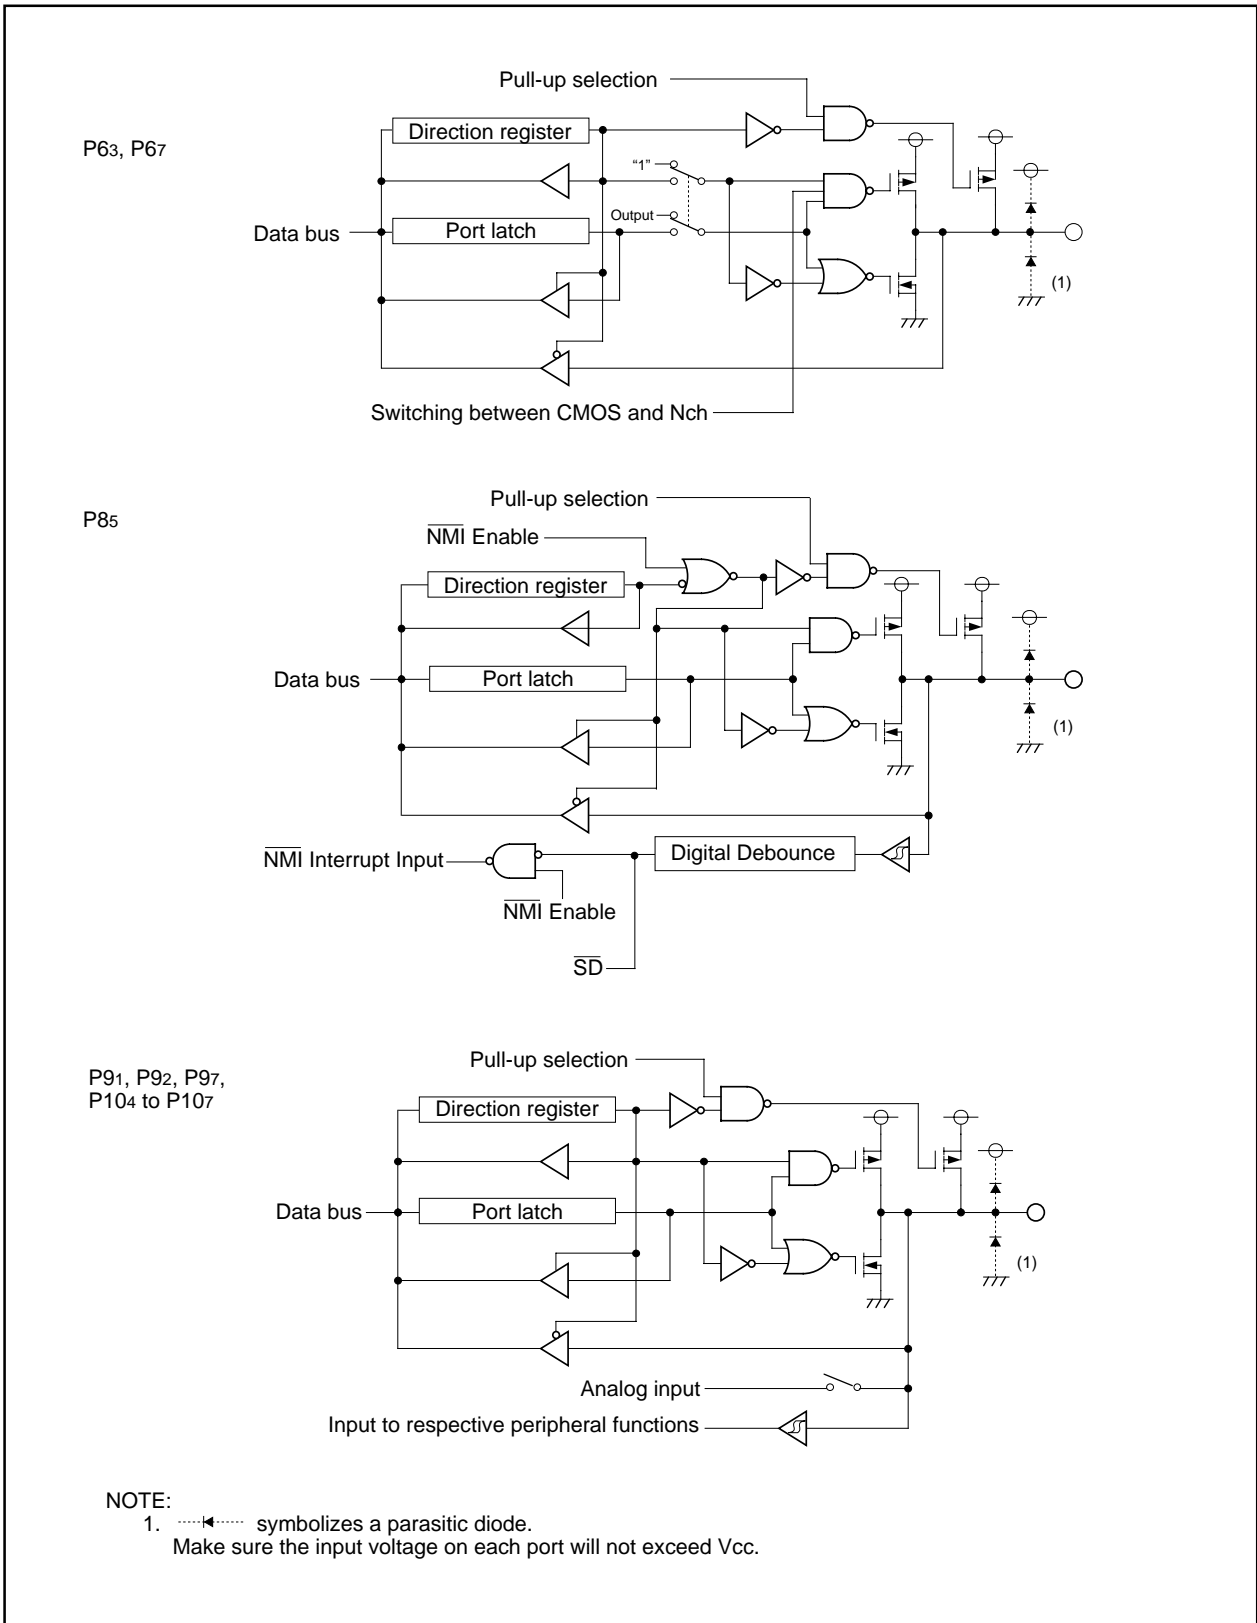 Pull-up selection
Direction register
P63, P67
"1"
Output
Data bus
Port latch
(1)
Switching between CMOS and Nch
Pull-up selection
P85
NMI Enable
Direction register
Data bus
Port latch
(1)
NMI Interrupt Input
Digital Debounce
NMI Enable
SD
Pull-up selection
P91, P92, P97,
P104 to P107
Direction register
Data bus
Port latch
(1)
Analog input
Input to respective peripheral functions
NOTE:
1. symbolizes a parasitic diode.
Make sure the input voltage on each port will not exceed Vcc.